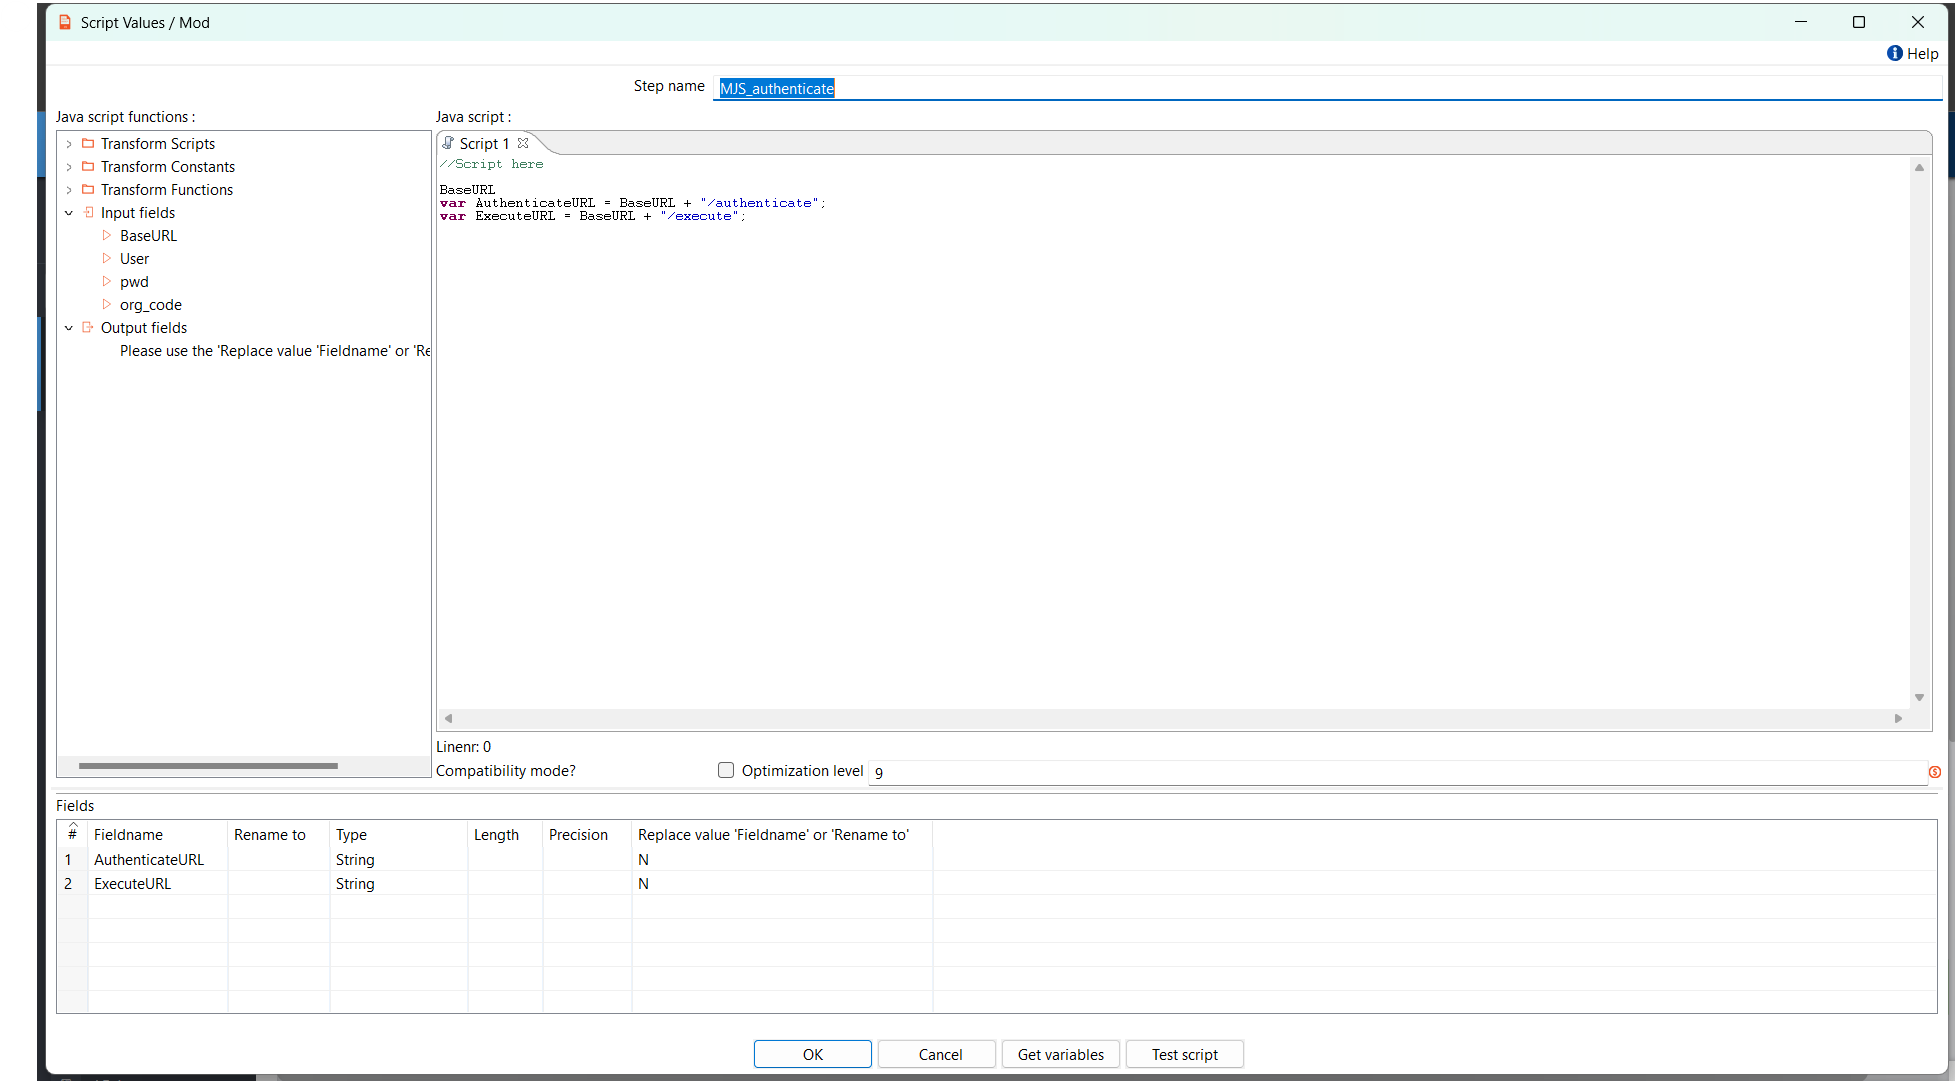 Script Values / Mod
Help
Step name MJS_authenticate
Java script functions :
Java script :
Transform Scripts
Transform Constants
Transform Functions
Input fields
BaseURL
User
pwd
org_code
Output fields
Please use the 'Replace value 'Fieldname' or 'Re
Script 1
//Script here
BaseURL
var AuthenticateURL = BaseURL + "/authenticate";
var ExecuteURL = BaseURL + "/execute";
Linenr: 0
Compatibility mode? Optimization level 9
Fields
# Fieldname Rename to Type Length Precision Replace value 'Fieldname' or 'Rename to'
1 AuthenticateURL String N
2 ExecuteURL String N
OK Cancel Get variables Test script